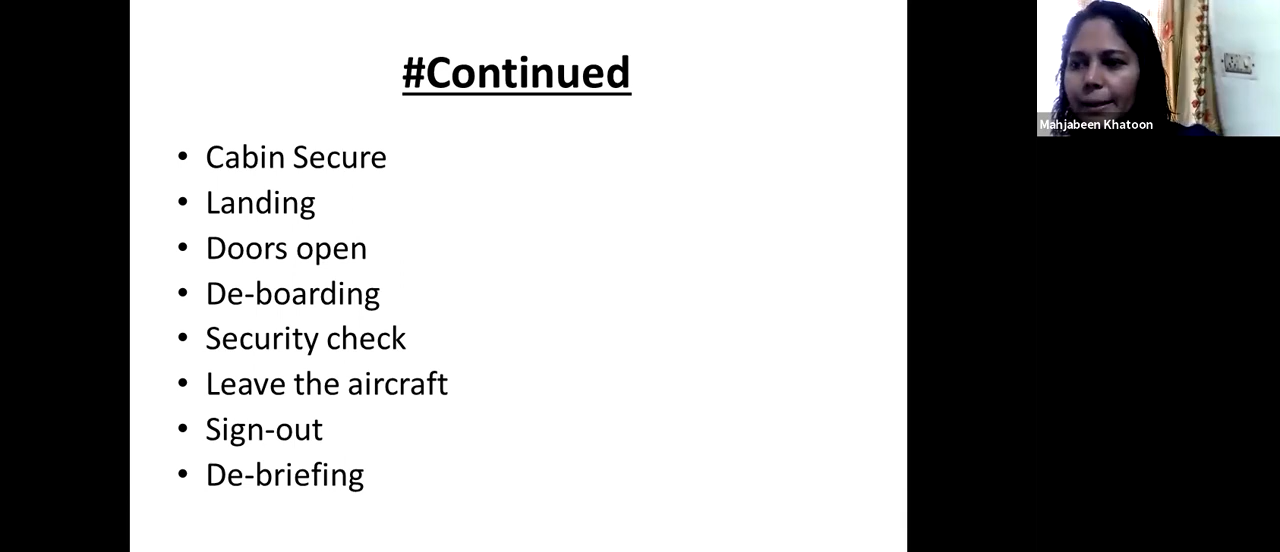 #Continued
• Cabin Secure
• Landing
• Doors open
• De-boarding
• Security check
• Leave the aircraft
• Sign-out
• De-briefing
Mahjabeen Khatoon